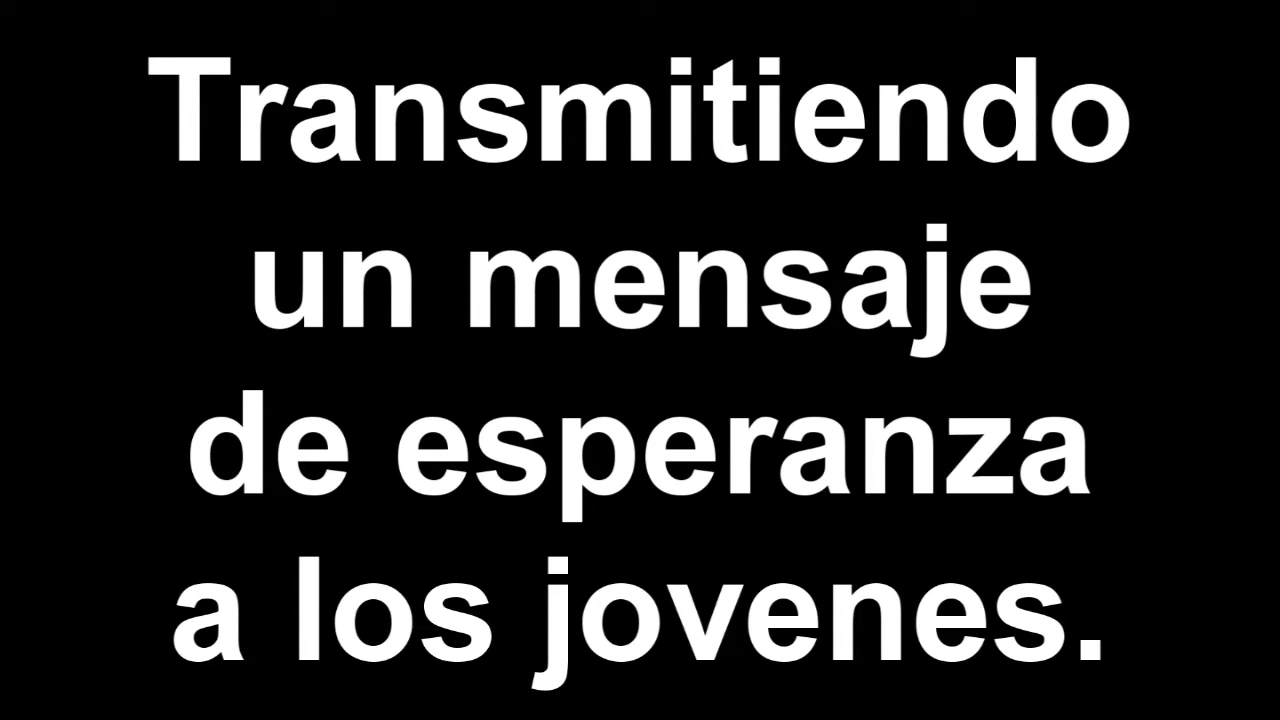 Transmitiendo
un mensaje
de esperanza
a los jovenes.